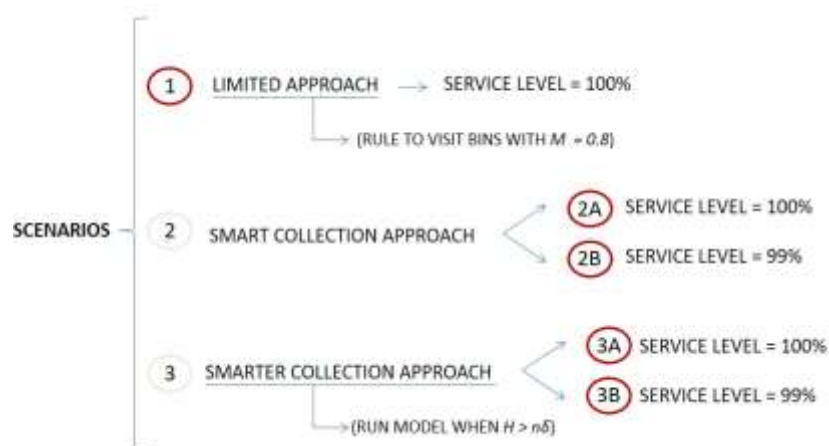 1 LIMITED APPROACH SERVICE LEVEL = 100%
(RULE TO VISIT BINS WITH M = 0.8)
SCENARIOS
2 SMART COLLECTION APPROACH
2A SERVICE LEVEL = 100%
2B SERVICE LEVEL = 99%
3 SMARTER COLLECTION APPROACH
3A SERVICE LEVEL = 100%
3B SERVICE LEVEL = 99%
(RUN MODEL WHEN H > nδ)